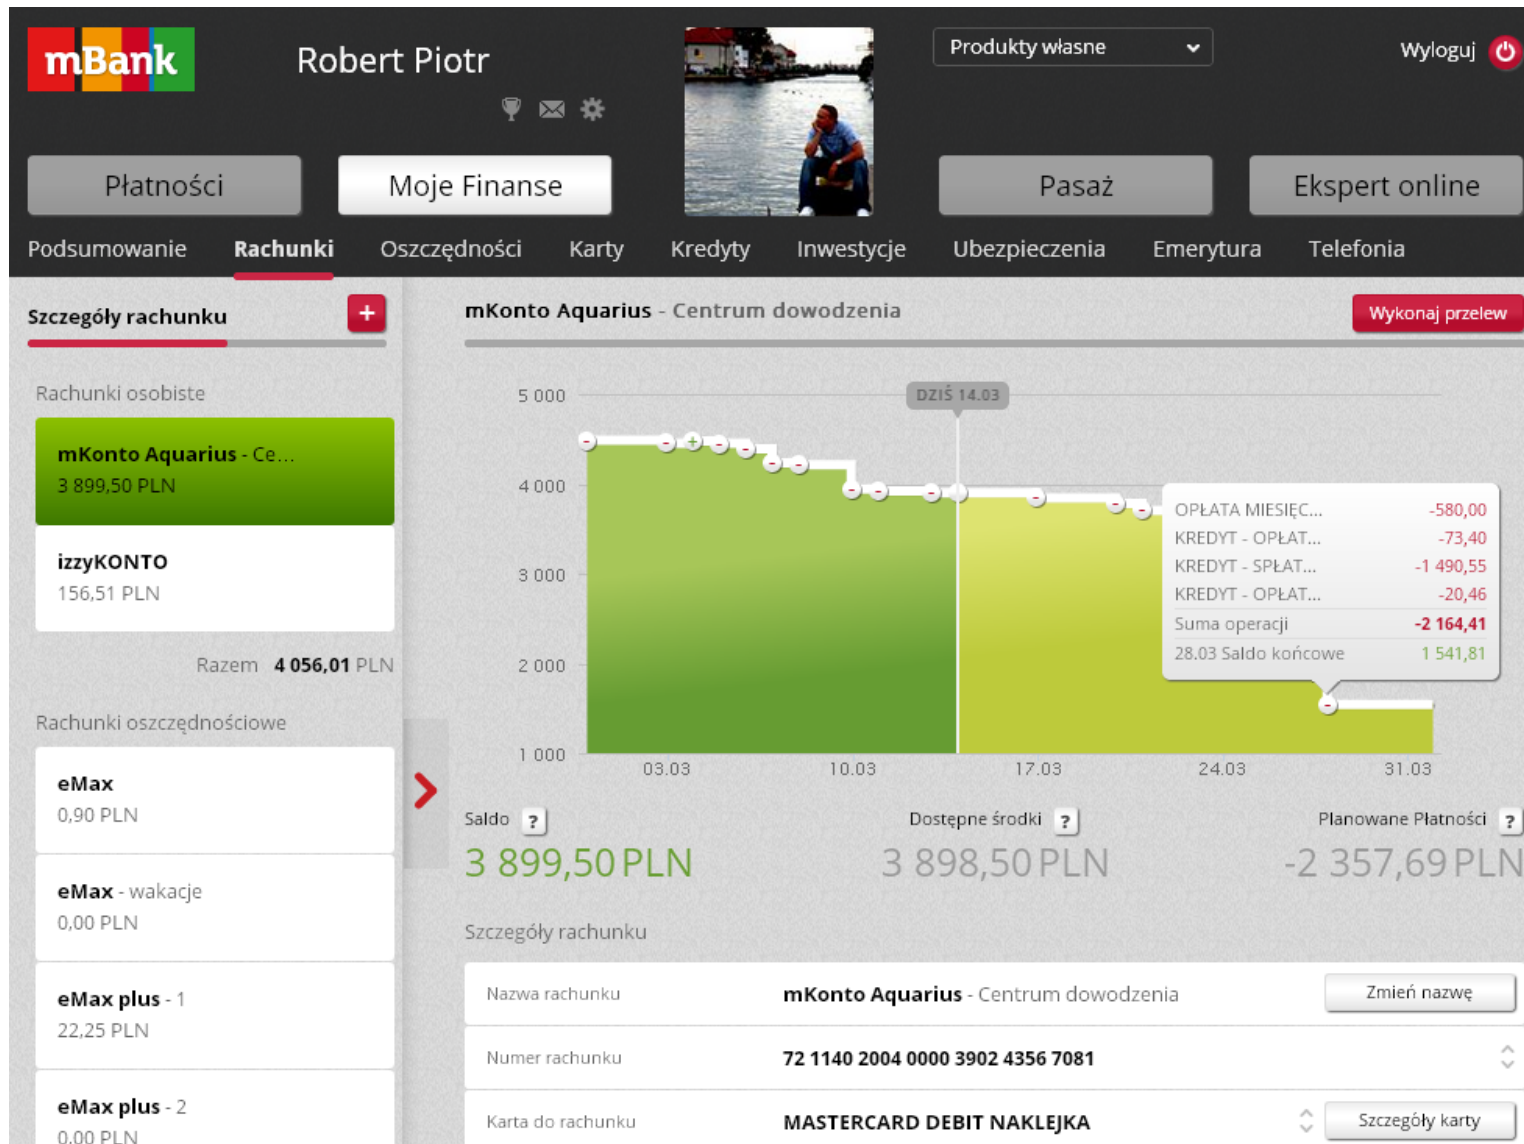 mBank
Robert Piotr
Produkty własne
Wyloguj
Płatności
Moje Finanse
Pasaż
Ekspert online
Podsumowanie Rachunki Oszczędności Karty Kredyty Inwestycje Ubezpieczenia Emerytura Telefonia
Szczegóły rachunku
+
Rachunki osobiste
mKonto Aquarius - Ce...
3 899,50 PLN
izzyKONTO
156,51 PLN
Razem 4 056,01 PLN
Rachunki oszczędnościowe
eMax
0,90 PLN
eMax - wakacje
0,00 PLN
eMax plus - 1
22,25 PLN
eMax plus - 2
0,00 PLN
mKonto Aquarius - Centrum dowodzenia
Wykonaj przelew
5 000
4 000
3 000
2 000
1 000
DZIŚ 14.03
OPŁATA MIESIĘC... -580,00
KREDYT - OPŁAT... -73,40
KREDYT - SPŁAT... -1 490,55
KREDYT - OPŁAT... -20,46
Suma operacji -2 164,41
28.03 Saldo końcowe 1 541,81
03.03 10.03 17.03 24.03 31.03
Saldo ?
3 899,50 PLN
Dostępne środki ?
3 898,50 PLN
Planowane Płatności ?
-2 357,69 PLN
Szczegóły rachunku
Nazwa rachunku mKonto Aquarius - Centrum dowodzenia Zmień nazwę
Numer rachunku 72 1140 2004 0000 3902 4356 7081
Karta do rachunku MASTERCARD DEBIT NAKLEJKA Szczegóły karty